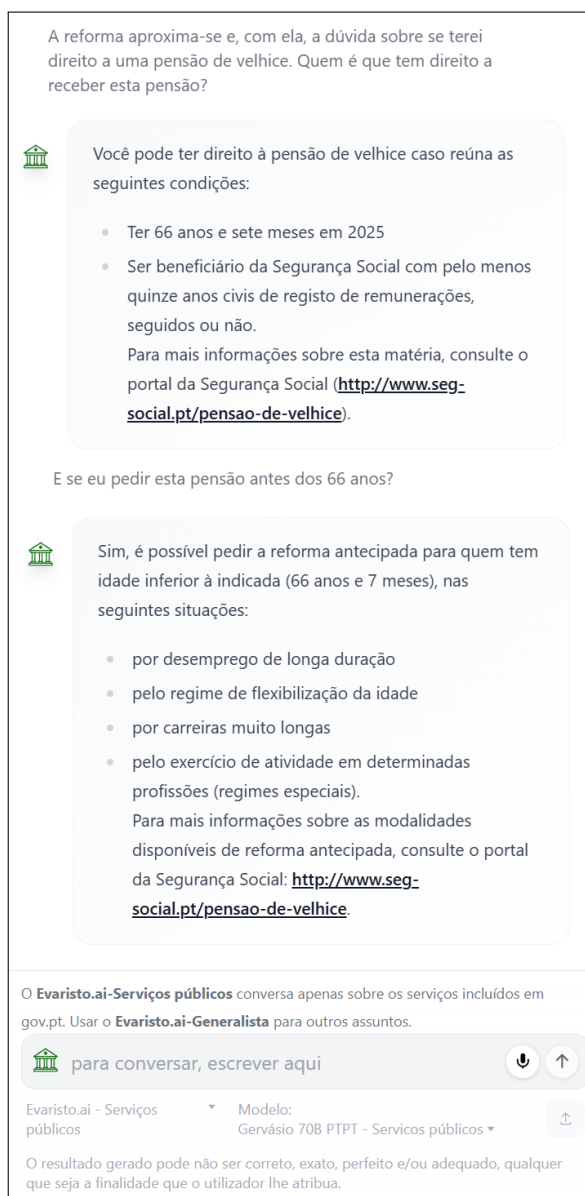 A reforma aproxima-se e, com ela, a dúvida sobre se terei
direito a uma pensão de velhice. Quem é que tem direito a
receber esta pensão?
Você pode ter direito à pensão de velhice caso reúna as
seguintes condições:
Ter 66 anos e sete meses em 2025
Ser beneficiário da Segurança Social com pelo menos
quinze anos civis de registo de remunerações,
seguidos ou não.
Para mais informações sobre esta matéria, consulte o
portal da Segurança Social (http://www.seg-
social.pt/pensao-de-velhice).
E se eu pedir esta pensão antes dos 66 anos?
Sim, é possível pedir a reforma antecipada para quem tem
idade inferior à indicada (66 anos e 7 meses), nas
seguintes situações:
por desemprego de longa duração
pelo regime de flexibilização da idade
por carreiras muito longas
pelo exercício de atividade em determinadas
profissões (regimes especiais).
Para mais informações sobre as modalidades
disponíveis de reforma antecipada, consulte o portal
da Segurança Social: http://www.seg-
social.pt/pensao-de-velhice.
O Evaristo.ai-Serviços públicos conversa apenas sobre os serviços incluídos em
gov.pt. Usar o Evaristo.ai-Generalista para outros assuntos.
para conversar, escrever aqui
Evaristo.ai - Serviços
públicos
Modelo:
Gervásio 70B PTPT - Servicos públicos
O resultado gerado pode não ser correto, exato, perfeito e/ou adequado, qualquer
que seja a finalidade que o utilizador lhe atribua.